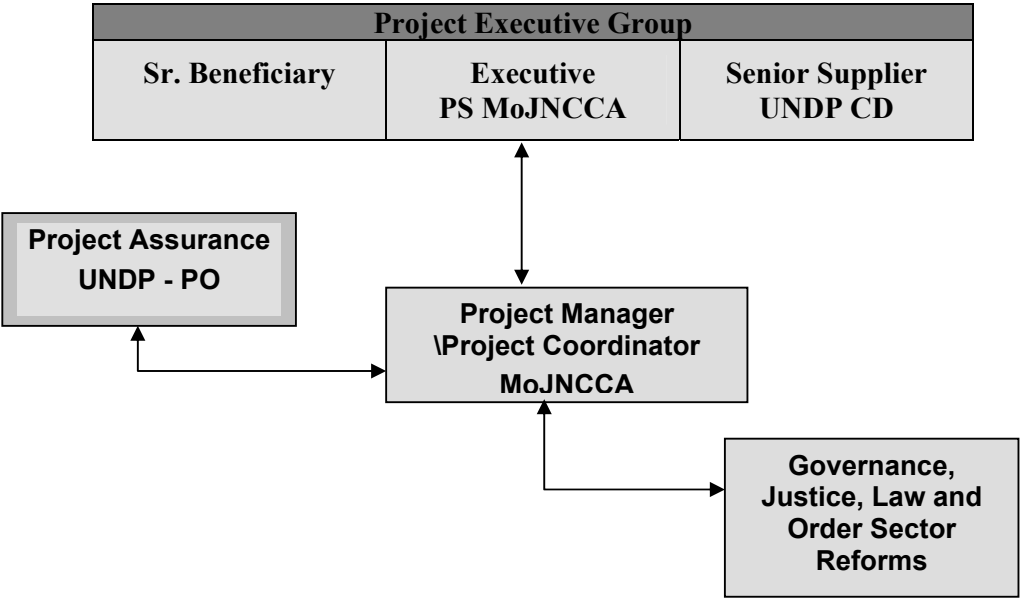 Project Executive Group
Sr. Beneficiary
Executive
PS MoJNCCA
Senior Supplier
UNDP CD
Project Assurance
UNDP - PO
Project Manager
\Project Coordinator
MoJNCCA
Governance,
Justice, Law and
Order Sector
Reforms